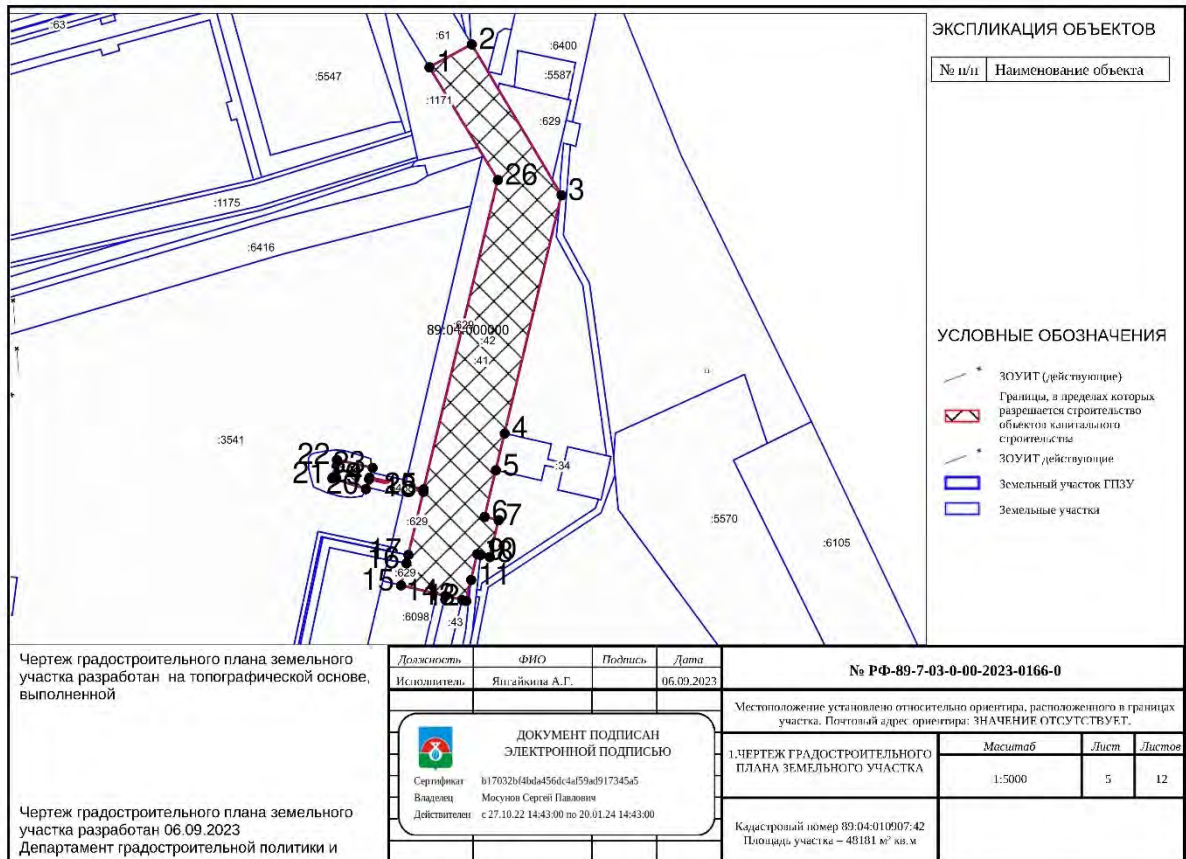 :63
:61
2
:6400
1
:5547
:5587
:1171
:629
26
3
:1175
:6416
:629
89:04:000000
:42
:41
:3541
4
:34
22
5
21
20
25
6
7
:5570
:6105
:629
17
16
:629
15
11
:6098
:43
ЭКСПЛИКАЦИЯ ОБЪЕКТОВ
№ п/п Наименование объекта
УСЛОВНЫЕ ОБОЗНАЧЕНИЯ
ЗОУИТ (действующие)
Границы, в пределах которых
разрешается строительство
объектов капитального
строительства
ЗОУИТ действующие
Земельный участок ГПЗУ
Земельные участки
Чертеж градостроительного плана земельного
участка разработан на топографической основе,
выполненной
Чертеж градостроительного плана земельного
участка разработан 06.09.2023
Департамент градостроительной политики и
Должность ФИО Подпись Дата
Исполнитель Янгайкина А.Г. 06.09.2023
ДОКУМЕНТ ПОДПИСАН
ЭЛЕКТРОННОЙ ПОДПИСЬЮ
Сертификат b17032bf4bda456dc4af59ad917345a5
Владелец Мосунов Сергей Павлович
Действителен с 27.10.22 14:43:00 по 20.01.24 14:43:00
№ РФ-89-7-03-0-00-2023-0166-0
Местоположение установлено относительно ориентира, расположенного в границах
участка. Почтовый адрес ориентира: ЗНАЧЕНИЕ ОТСУТСТВУЕТ.
1.ЧЕРТЕЖ ГРАДОСТРОИТЕЛЬНОГО
ПЛАНА ЗЕМЕЛЬНОГО УЧАСТКА
Масштаб Лист Листов
1:5000 5 12
Кадастровый номер 89:04:010907:42
Площадь участка – 48181 м² кв.м